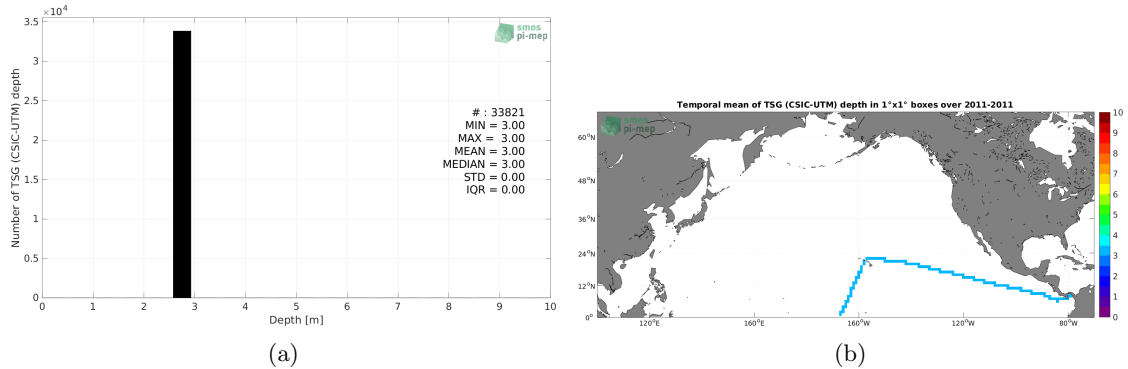 ×10⁴
3.5
3
2.5
2
1.5
1
0.5
0
Number of TSG (CSIC-UTM) depth
0 1 2 3 4 5 6 7 8 9 10
Depth [m]
smos
pi-mep
# : 33821
MIN = 3.00
MAX = 3.00
MEAN = 3.00
MEDIAN = 3.00
STD = 0.00
IQR = 0.00
(a)
Temporal mean of TSG (CSIC-UTM) depth in 1°x1° boxes over 2011-2011
smos
pi-mep
60°N
48°N
36°N
24°N
12°N
0°
120°E 160°E 160°W 120°W 80°W
10
9
8
7
6
5
4
3
2
1
0
(b)